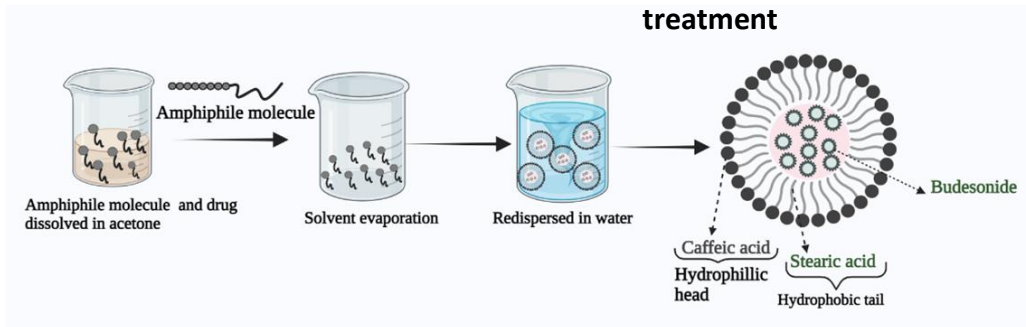 treatment
Amphiphile molecule
Amphiphile molecule and drug
dissolved in acetone
Solvent evaporation
Redispersed in water
Budesonide
Caffeic acid
Hydrophillic
head
Stearic acid
Hydrophobic tail